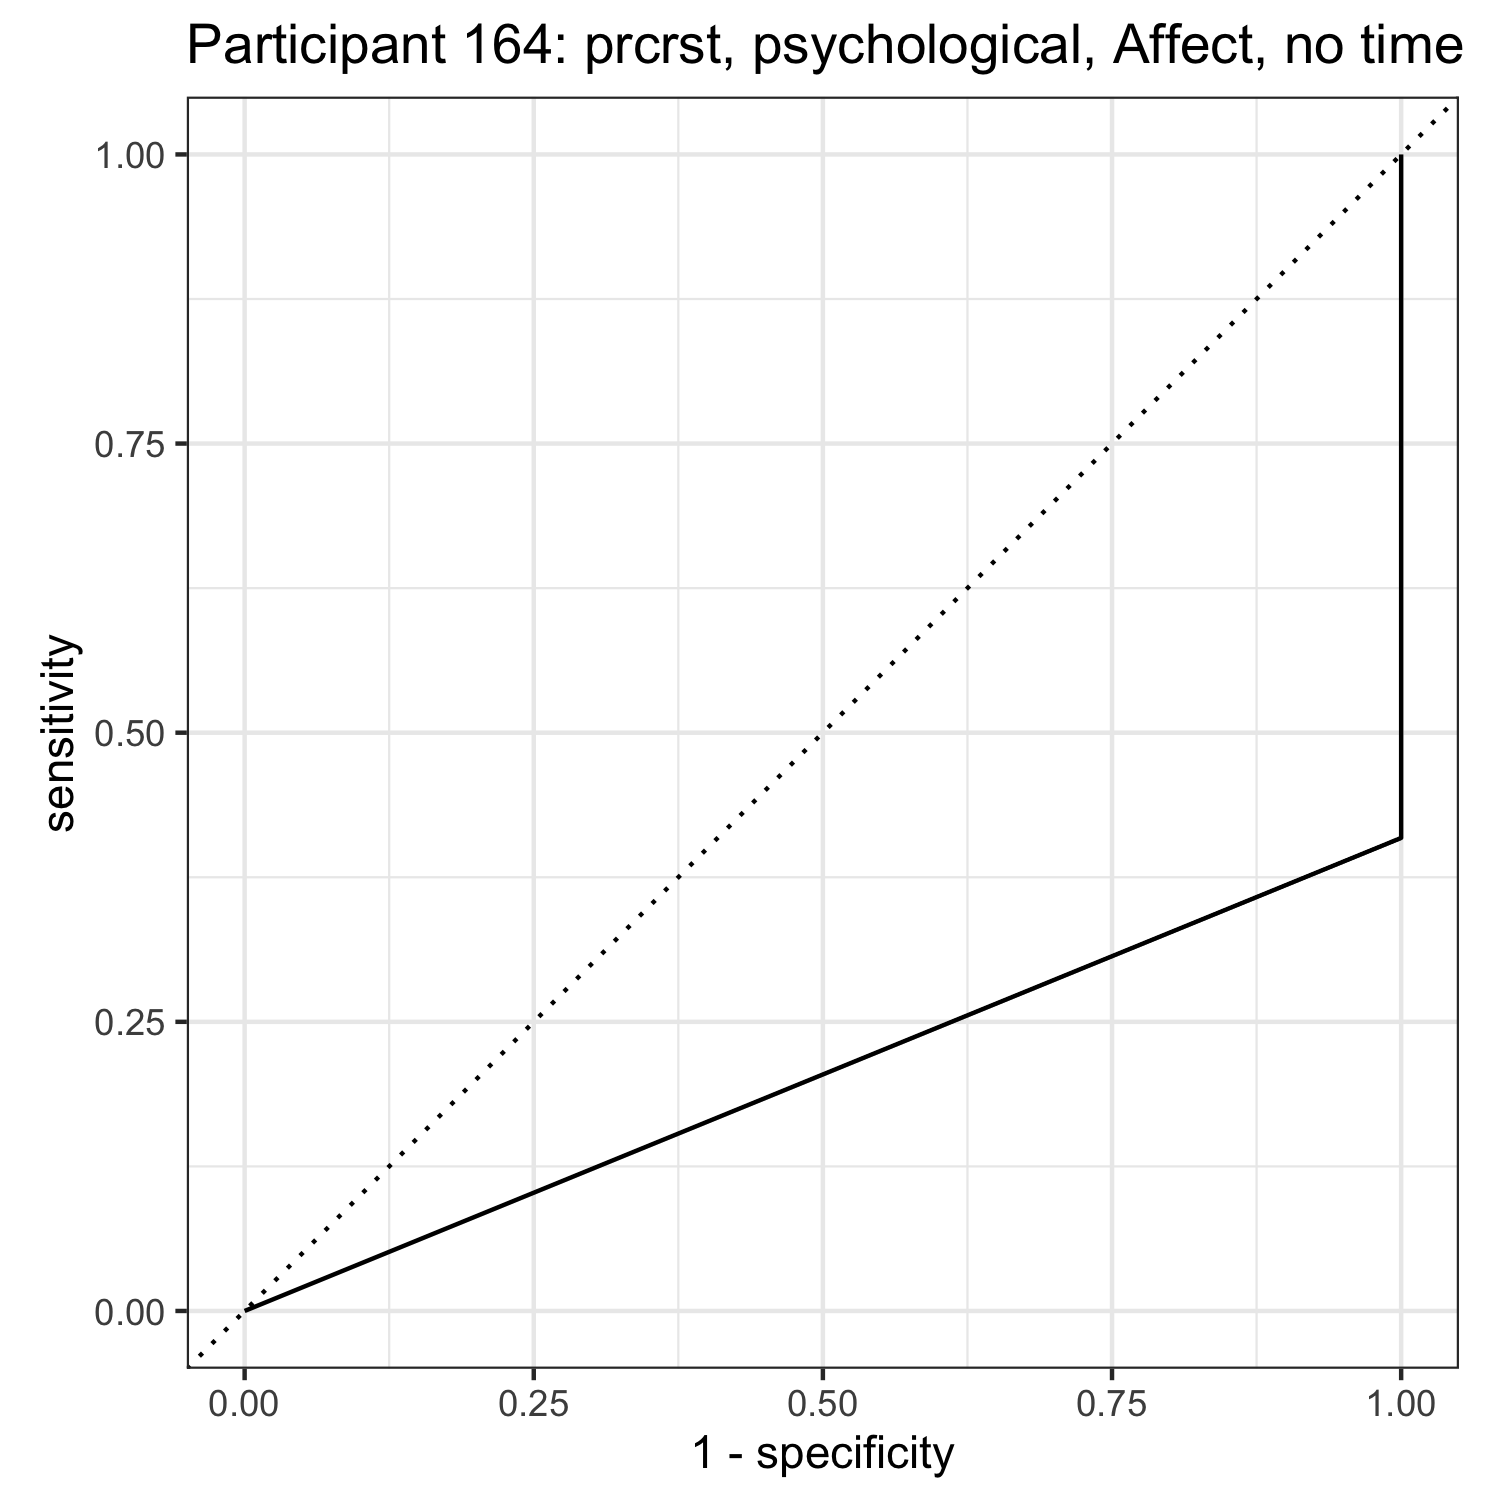 Participant 164: prcrst, psychological, Affect, no time
1.00
0.75
0.50
0.25
0.00
sensitivity
0.00 0.25 0.50 0.75 1.00
1 - specificity